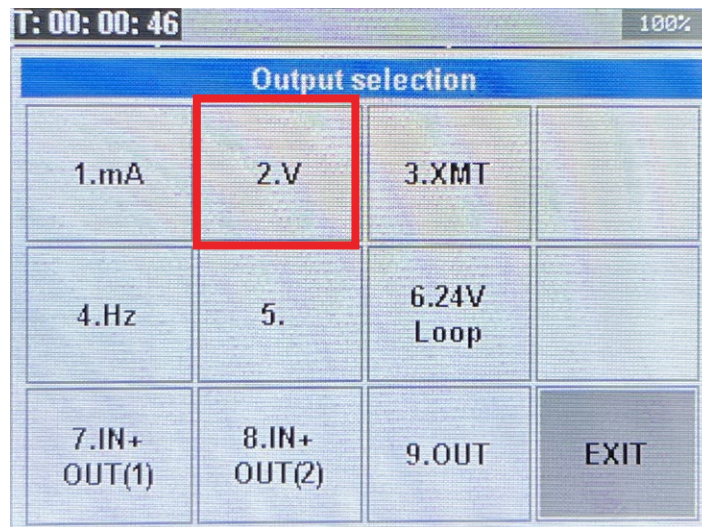 T: 00: 00: 46
100%
Output selection
1.mA
2.V
3.XMT
4.Hz
5.
6.24V
Loop
7.IN+
OUT(1)
8.IN+
OUT(2)
9.OUT
EXIT